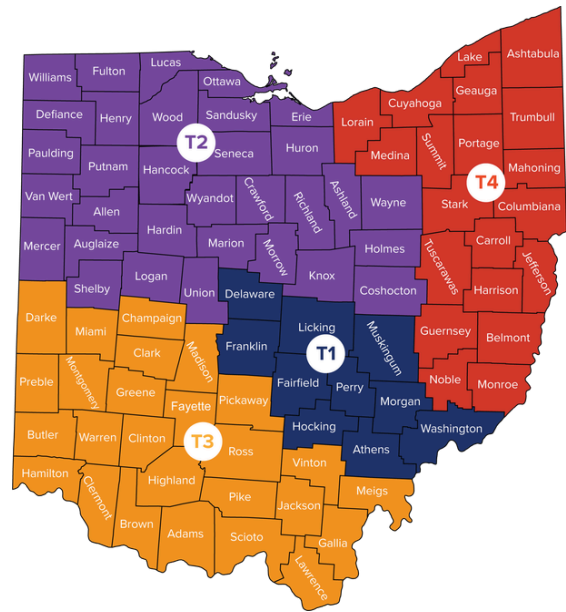 Williams
Fulton
Lucas
Ottawa
Lake
Ashtabula
Geauga
Cuyahoga
Defiance
Henry
Wood
Sandusky
Erie
Lorain
Trumbull
Medina
Summit
Portage
T2
Paulding
Putnam
Hancock
Seneca
Huron
Mahoning
T4
Van Wert
Allen
Wyandot
Crawford
Richland
Ashland
Wayne
Stark
Columbiana
Mercer
Auglaize
Hardin
Marion
Morrow
Holmes
Tuscarawas
Carroll
Jefferson
Logan
Union
Knox
Coshocton
Harrison
Shelby
Delaware
Darke
Miami
Champaign
Licking
Muskingum
Guernsey
Belmont
Clark
Madison
Franklin
T1
Preble
Montgomery
Greene
Fayette
Pickaway
Fairfield
Perry
Morgan
Noble
Monroe
Butler
Warren
Clinton
T3
Ross
Hocking
Athens
Washington
Hamilton
Clermont
Highland
Vinton
Meigs
Pike
Jackson
Brown
Adams
Scioto
Gallia
Lawrence